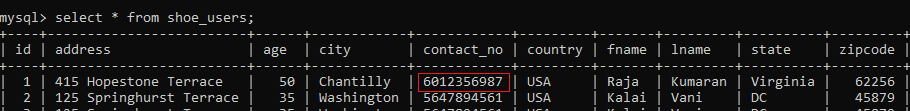 mysql> select * from shoe_users;
| id | address | age | city | contact_no | country | fname | lname | state | zipcode
| 1 | 415 Hopestone Terrace | 50 | Chantilly | 6012356987 | USA | Raja | Kumaran | Virginia | 62256
| 2 | 125 Springhurst Terrace | 35 | Washington | 5647894561 | USA | Kalai | Vani | DC | 45879